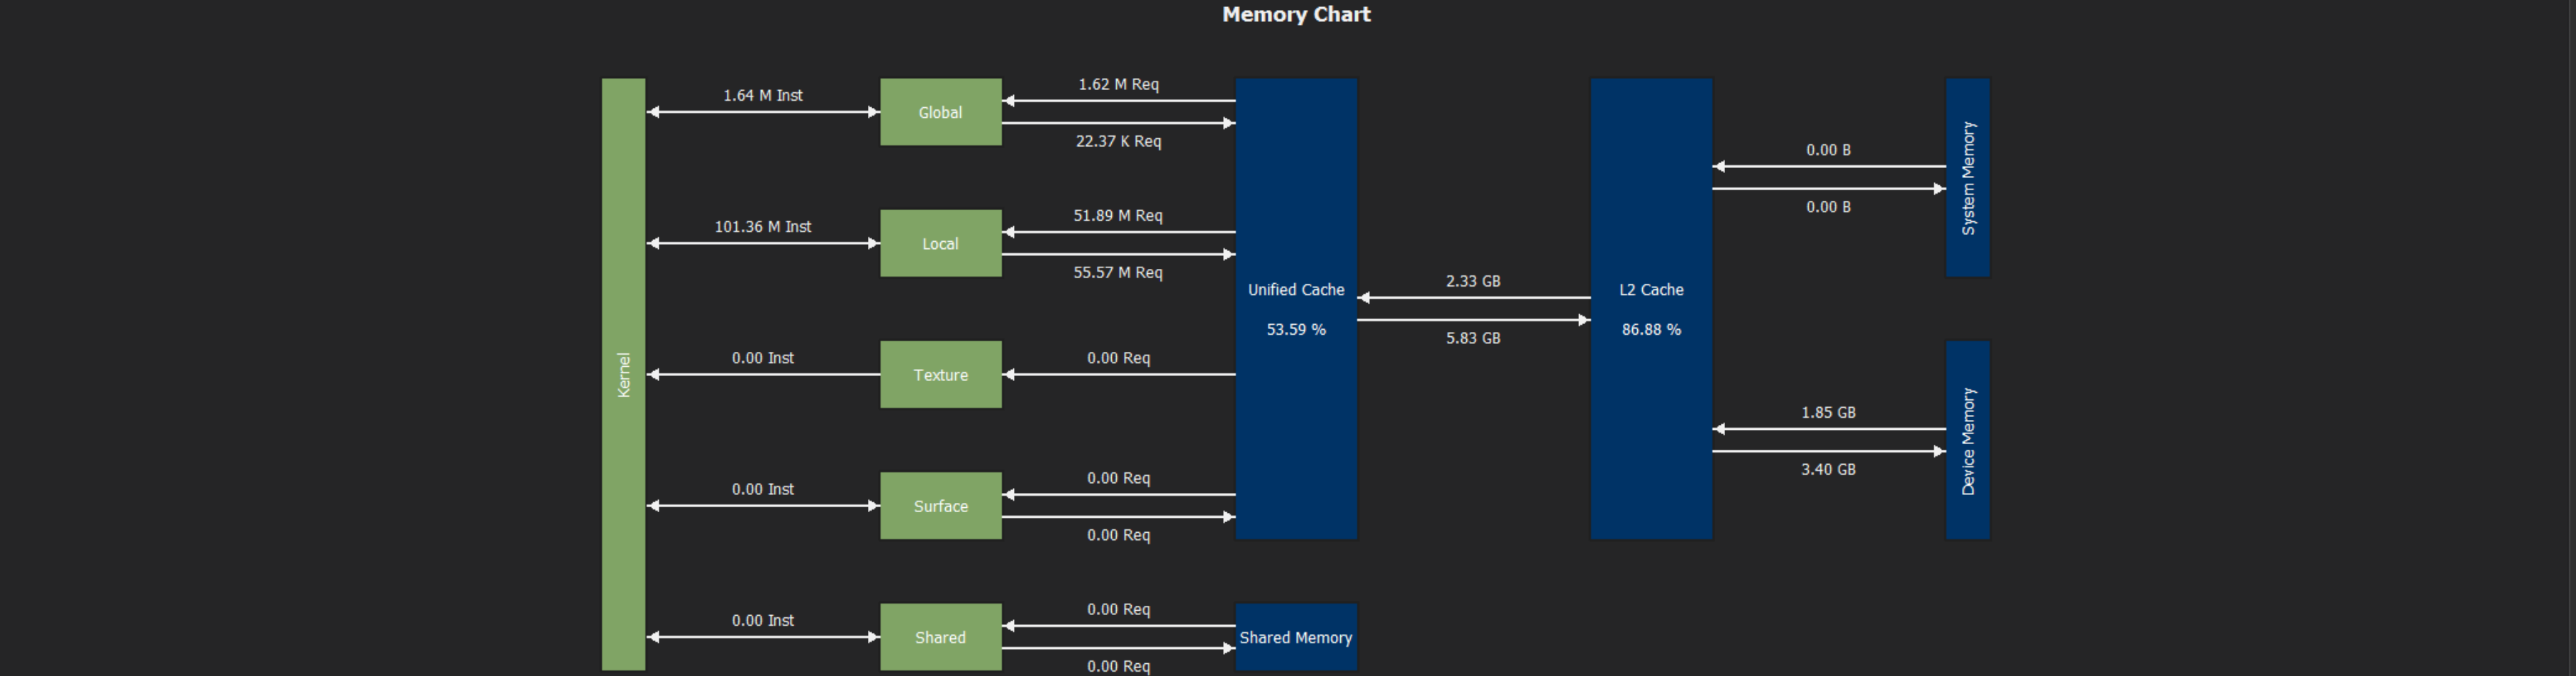 Memory Chart
Kernel
1.64 M Inst
Global
1.62 M Req
22.37 K Req
101.36 M Inst
Local
51.89 M Req
55.57 M Req
0.00 Inst
Texture
0.00 Req
0.00 Inst
Surface
0.00 Req
0.00 Req
0.00 Inst
Shared
0.00 Req
0.00 Req
Unified Cache
53.59 %
Shared Memory
2.33 GB
5.83 GB
L2 Cache
86.88 %
0.00 B
0.00 B
System Memory
1.85 GB
3.40 GB
Device Memory